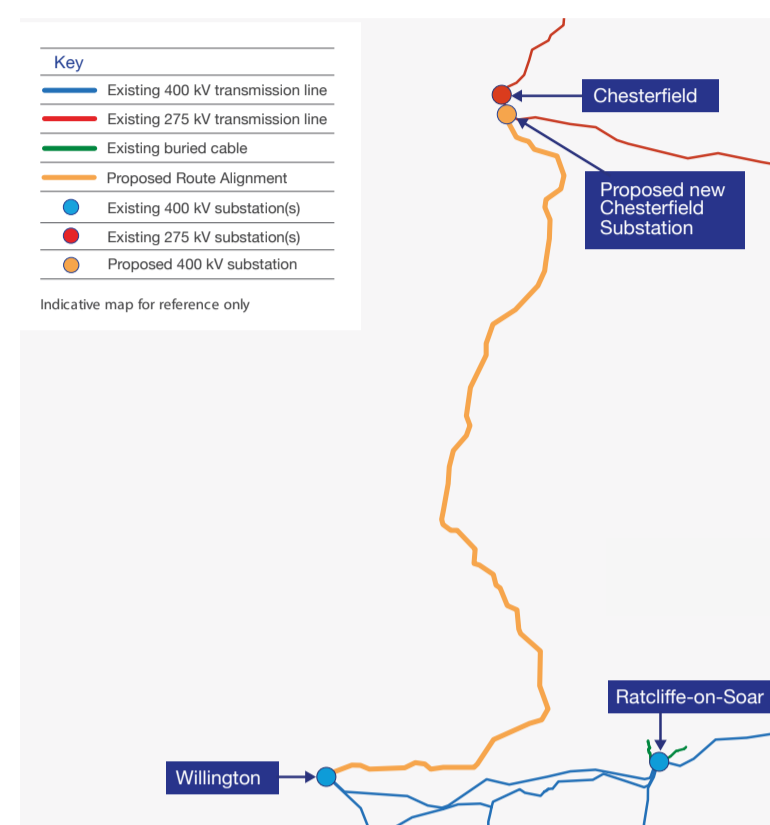 Key
Existing 400 kV transmission line
Existing 275 kV transmission line
Existing buried cable
Proposed Route Alignment
Existing 400 kV substation(s)
Existing 275 kV substation(s)
Proposed 400 kV substation
Indicative map for reference only
Chesterfield
Proposed new
Chesterfield
Substation
Ratcliffe-on-Soar
Willington